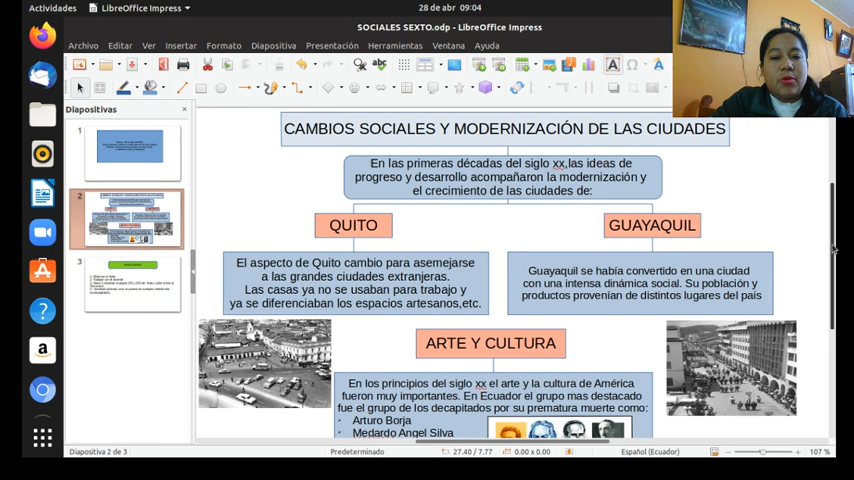 Actividades
LibreOffice Impress
28 de abr 09:04
SOCIALES SEXTO.odp - LibreOffice Impress
Archivo Editar Ver Insertar Formato Diapositiva Presentación Herramientas Ventana Ayuda
Diapositivas
1
2
3
CAMBIOS SOCIALES Y MODERNIZACIÓN DE LAS CIUDADES
En las primeras décadas del siglo xx,las ideas de
progreso y desarrollo acompañaron la modernización y
el crecimiento de las ciudades de:
QUITO
GUAYAQUIL
El aspecto de Quito cambio para asemejarse
a las grandes ciudades extranjeras.
Las casas ya no se usaban para trabajo y
ya se diferenciaban los espacios artesanos,etc.
Guayaquil se había convertido en una ciudad
con una intensa dinámica social. Su población y
productos provenían de distintos lugares del país
ARTE Y CULTURA
En los principios del siglo xx el arte y la cultura de América
fueron muy importantes. En Ecuador el grupo mas destacado
fue el grupo de los decapitados por su prematura muerte como:
Arturo Borja
Medardo Angel Silva
Diapositiva 2 de 3
Predeterminado
27.40 / 7.77
0.00 x 0.00
Español (Ecuador)
107 %